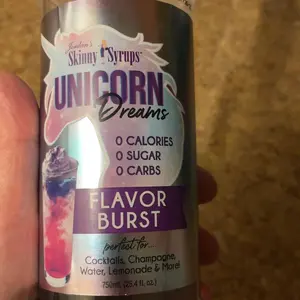 Jordan's
Skinny Syrups
UNICORN
Dreams
0 CALORIES
0 SUGAR
0 CARBS
FLAVOR
BURST
perfect for...
Cocktails, Champagne,
Water, Lemonade & More!
750ml (25.4 fl. oz.)